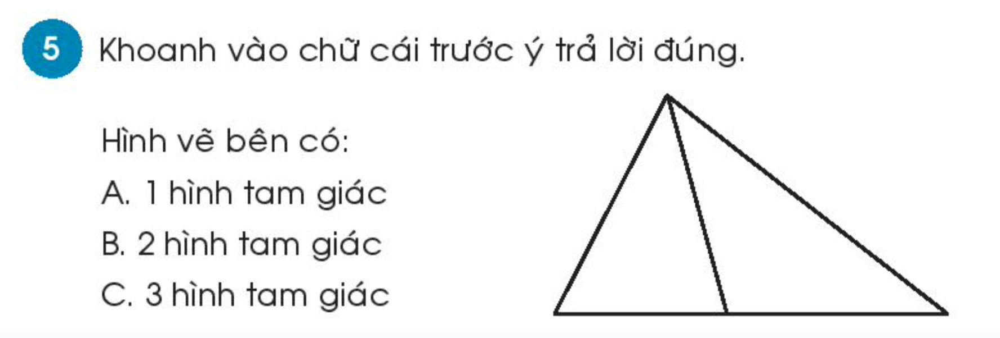 5 Khoanh vào chữ cái trước ý trả lời đúng.
Hình vẽ bên có:
A. 1 hình tam giác
B. 2 hình tam giác
C. 3 hình tam giác